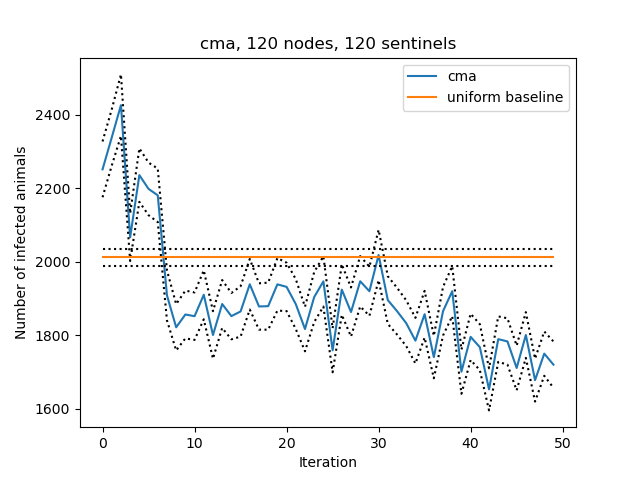 cma, 120 nodes, 120 sentinels
cma
uniform baseline
Number of infected animals
2400
2200
2000
1800
1600
0 10 20 30 40 50
Iteration